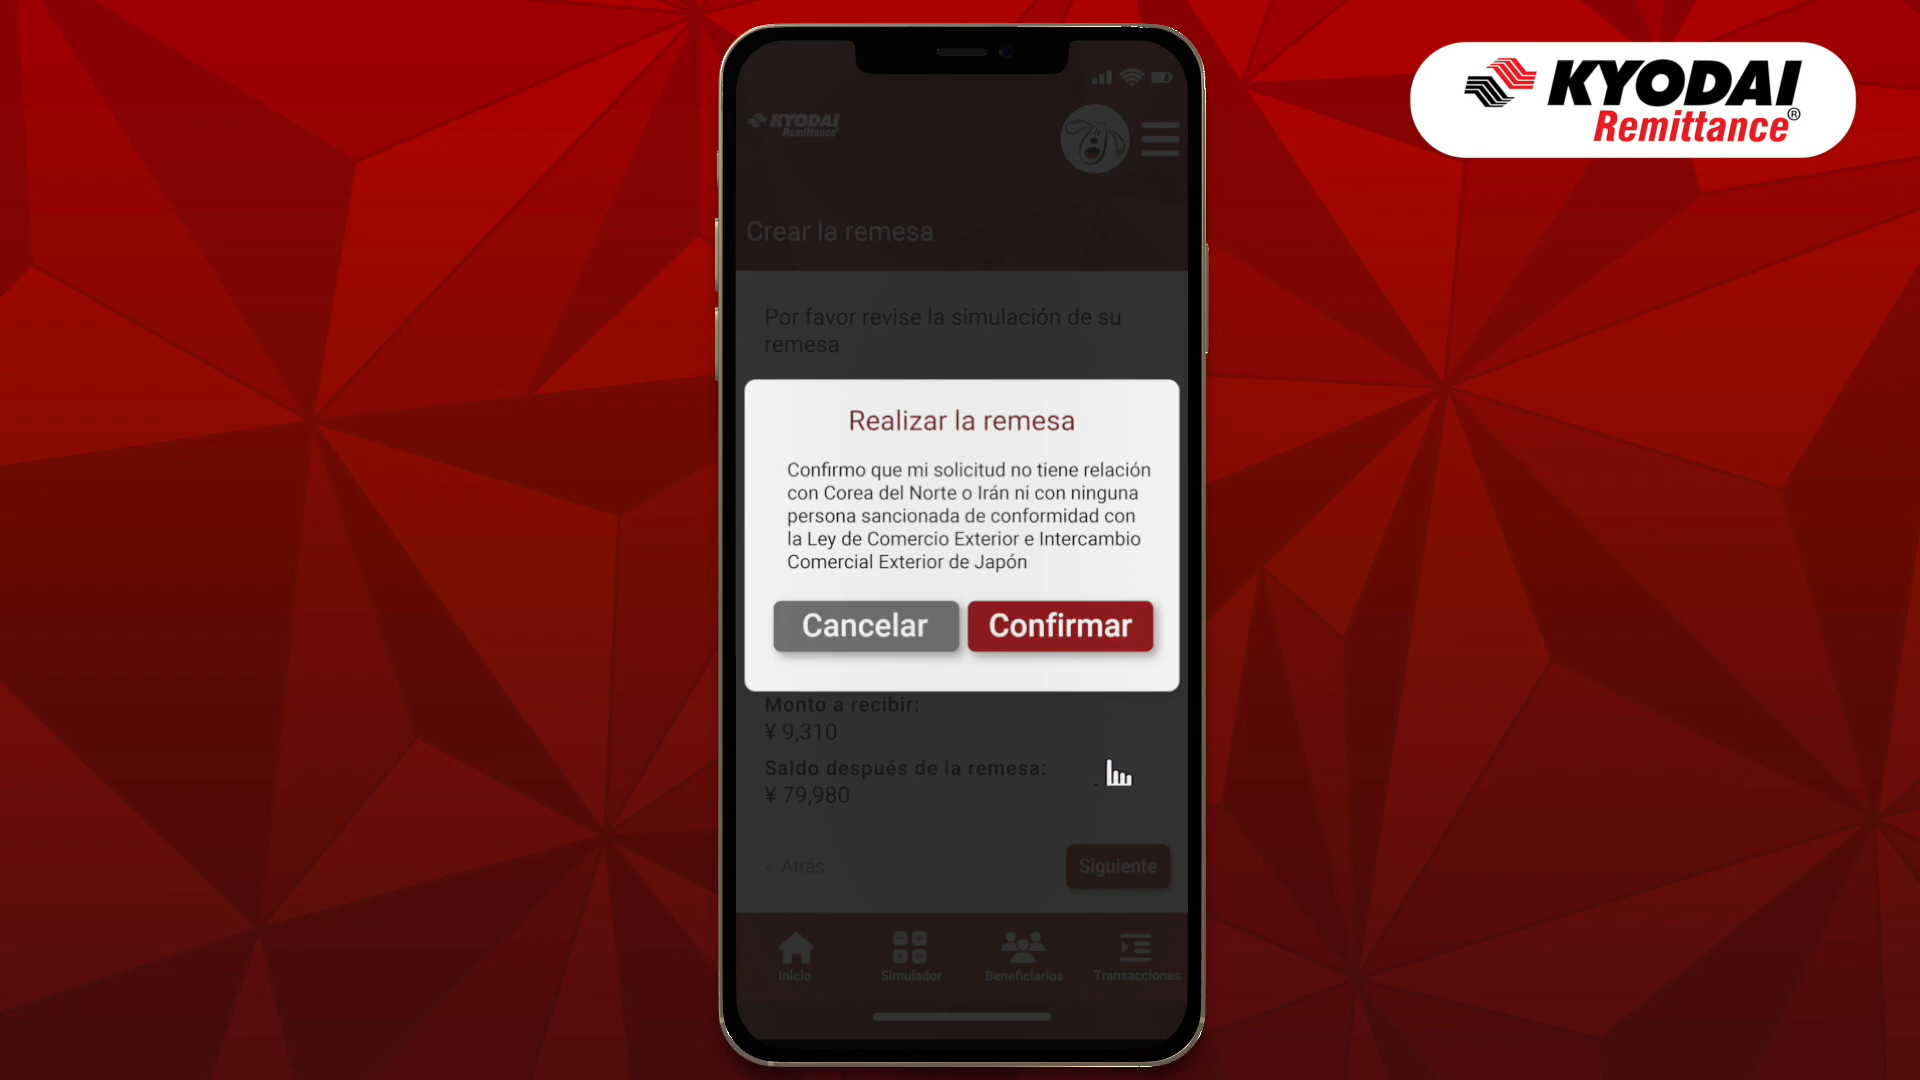 KYODAI
Remittance®
KYODAI
Remittance
Crear la remesa
Por favor revise la simulación de su
remesa
Realizar la remesa
Confirmo que mi solicitud no tiene relación
con Corea del Norte o Irán ni con ninguna
persona sancionada de conformidad con
la Ley de Comercio Exterior e Intercambio
Comercial Exterior de Japón
Cancelar Confirmar
Monto a recibir:
¥ 9,310
Saldo después de la remesa:
¥ 79,980
< Atrás Siguiente
Inicio Simulador Beneficiarios Transacciones